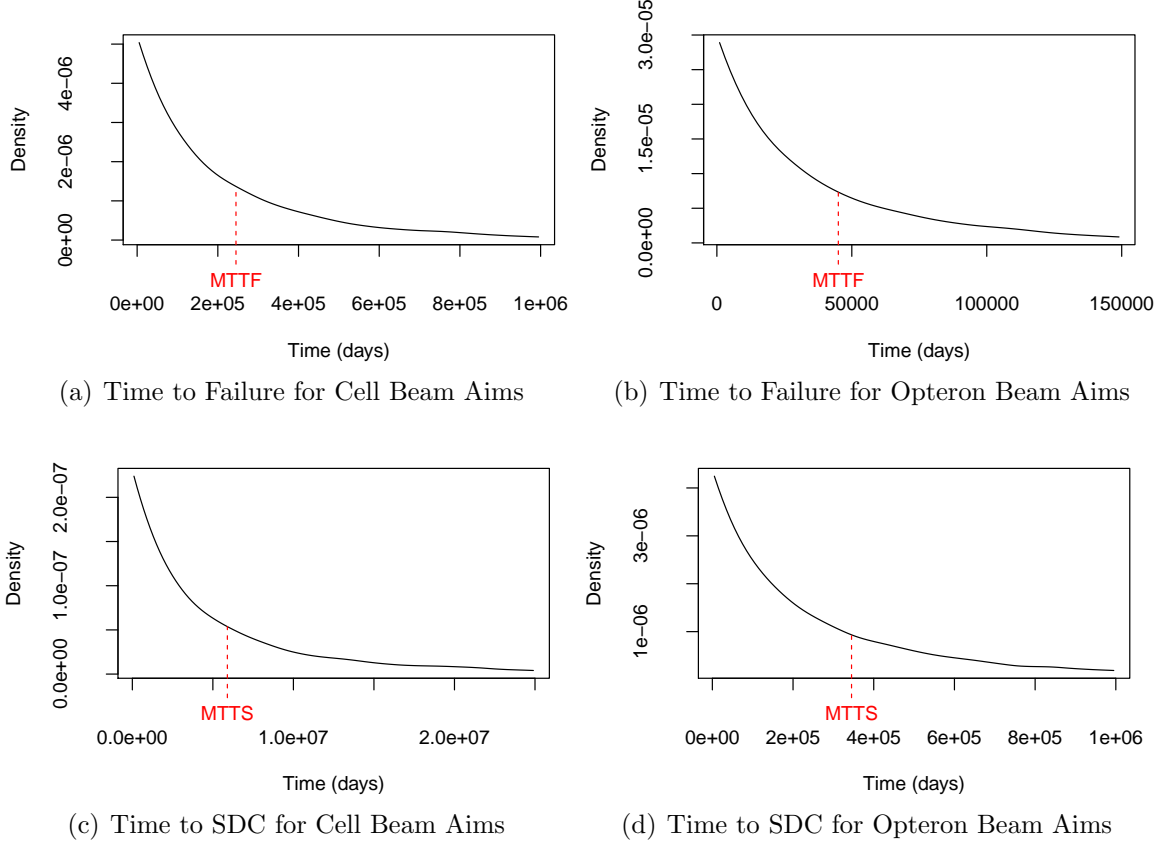 Density
0e+00 2e−06 4e−06
MTTF
0e+00 2e+05 4e+05 6e+05 8e+05 1e+06
Time (days)
(a) Time to Failure for Cell Beam Aims
Density
0.0e+00 1.5e−05 3.0e−05
MTTF
0 50000 100000 150000
Time (days)
(b) Time to Failure for Opteron Beam Aims
Density
0.0e+00 1.0e−07 2.0e−07
MTTS
0.0e+00 1.0e+07 2.0e+07
Time (days)
(c) Time to SDC for Cell Beam Aims
Density
1e−06 3e−06
MTTS
0e+00 2e+05 4e+05 6e+05 8e+05 1e+06
Time (days)
(d) Time to SDC for Opteron Beam Aims